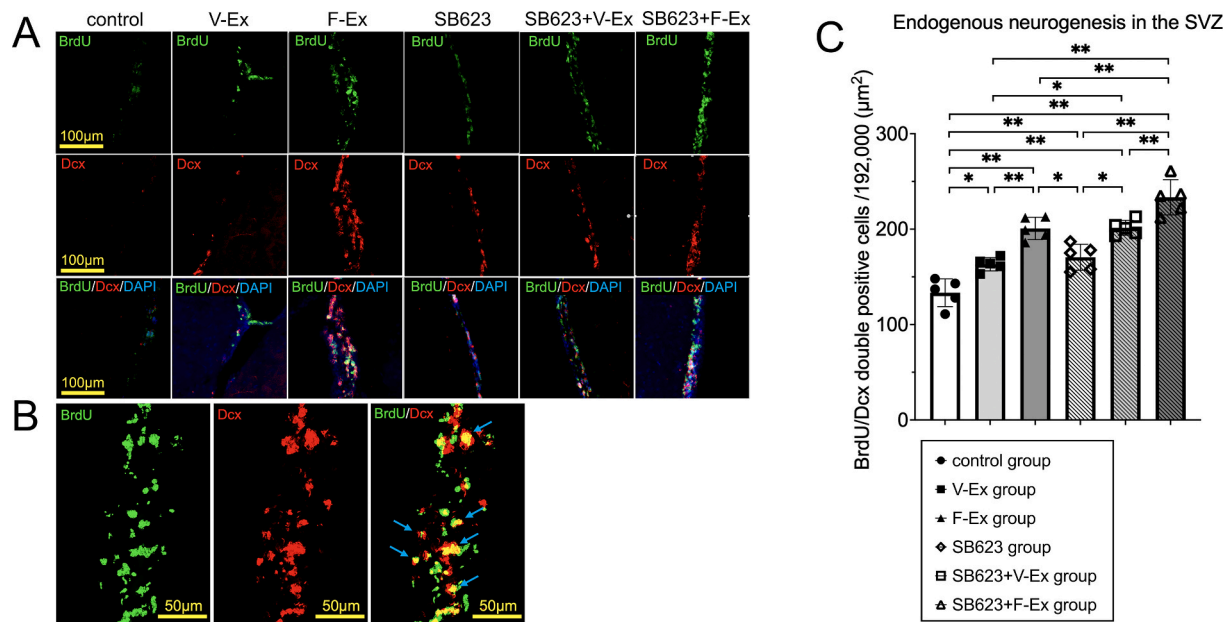 A
control V-Ex F-Ex SB623 SB623+V-Ex SB623+F-Ex
BrdU BrdU BrdU BrdU BrdU BrdU
100μm
Dcx Dcx Dcx Dcx Dcx Dcx
100μm
BrdU/Dcx/DAPI BrdU/Dcx/DAPI BrdU/Dcx/DAPI BrdU/Dcx/DAPI BrdU/Dcx/DAPI BrdU/Dcx/DAPI
100μm
B
BrdU Dcx BrdU/Dcx
50μm 50μm 50μm
C
Endogenous neurogenesis in the SVZ
**
**
*
**
** **
** **
**
* ** * *
BrdU/Dcx double positive cells /192,000 (μm²)
300
200
100
0
control group
V-Ex group
F-Ex group
SB623 group
SB623+V-Ex group
SB623+F-Ex group